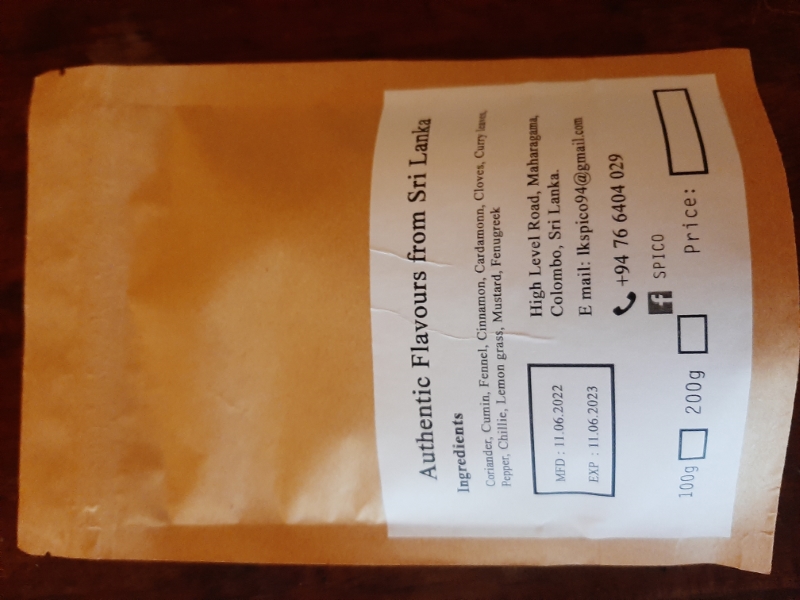 Authentic Flavours from Sri Lanka
Ingredients
Coriander, Cumin, Fennel, Cinnamon, Cardamonn, Cloves, Curry leaves,
Pepper, Chillie, Lemon grass, Mustard, Fenugreek
MFD : 11.06.2022
EXP : 11.06.2023
High Level Road, Maharagama,
Colombo, Sri Lanka.
E mail: lkspico94@gmail.com
+94 76 6404 029
f SPICO
100g 200g Price: